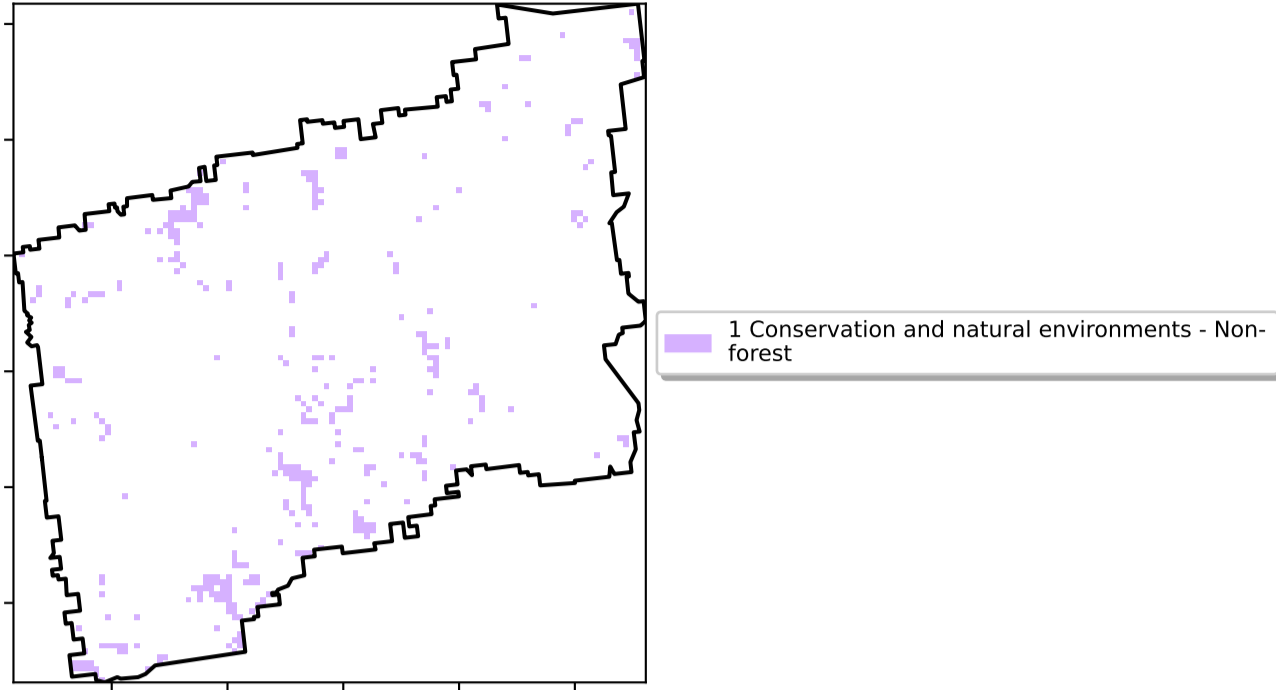 1 Conservation and natural environments - Non-
forest